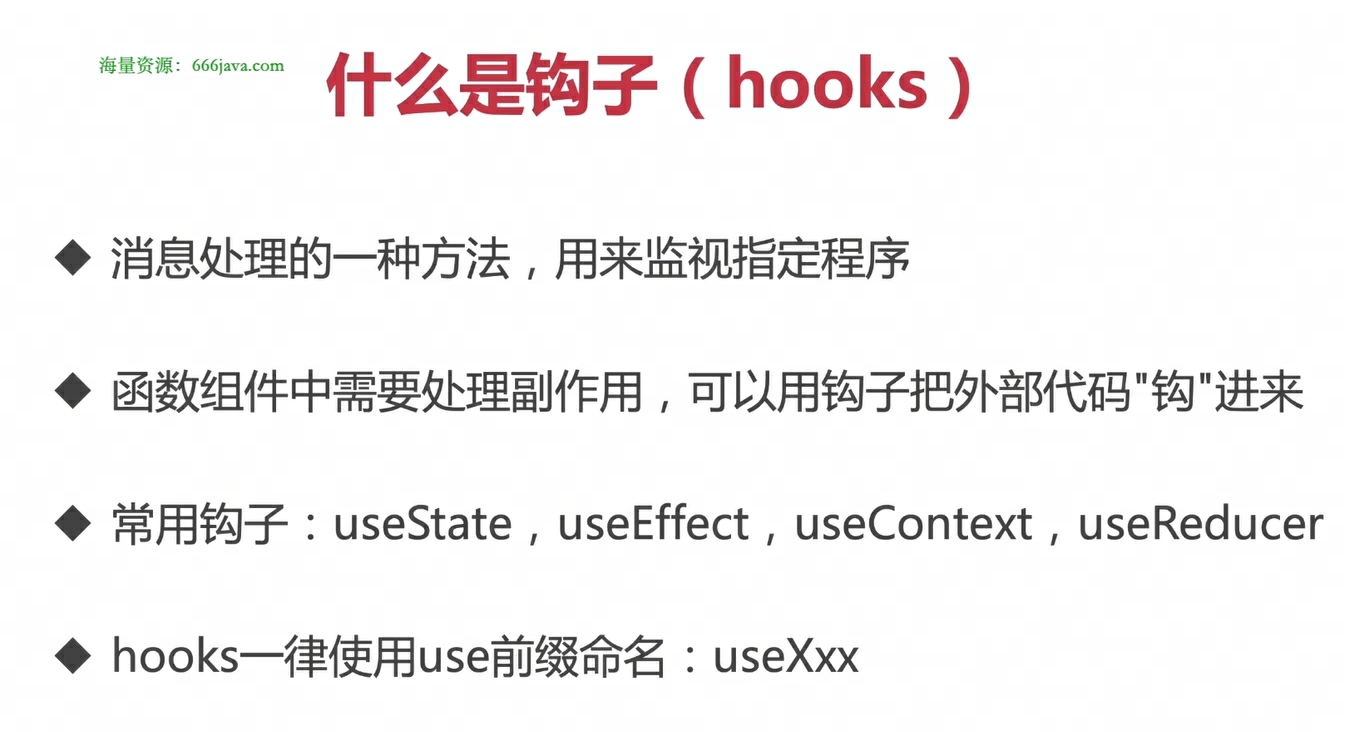 海量资源：666java.com
什么是钩子（hooks）
◆ 消息处理的一种方法，用来监视指定程序
◆ 函数组件中需要处理副作用，可以用钩子把外部代码"钩"进来
◆ 常用钩子：useState，useEffect，useContext，useReducer
◆ hooks一律使用use前缀命名：useXxx